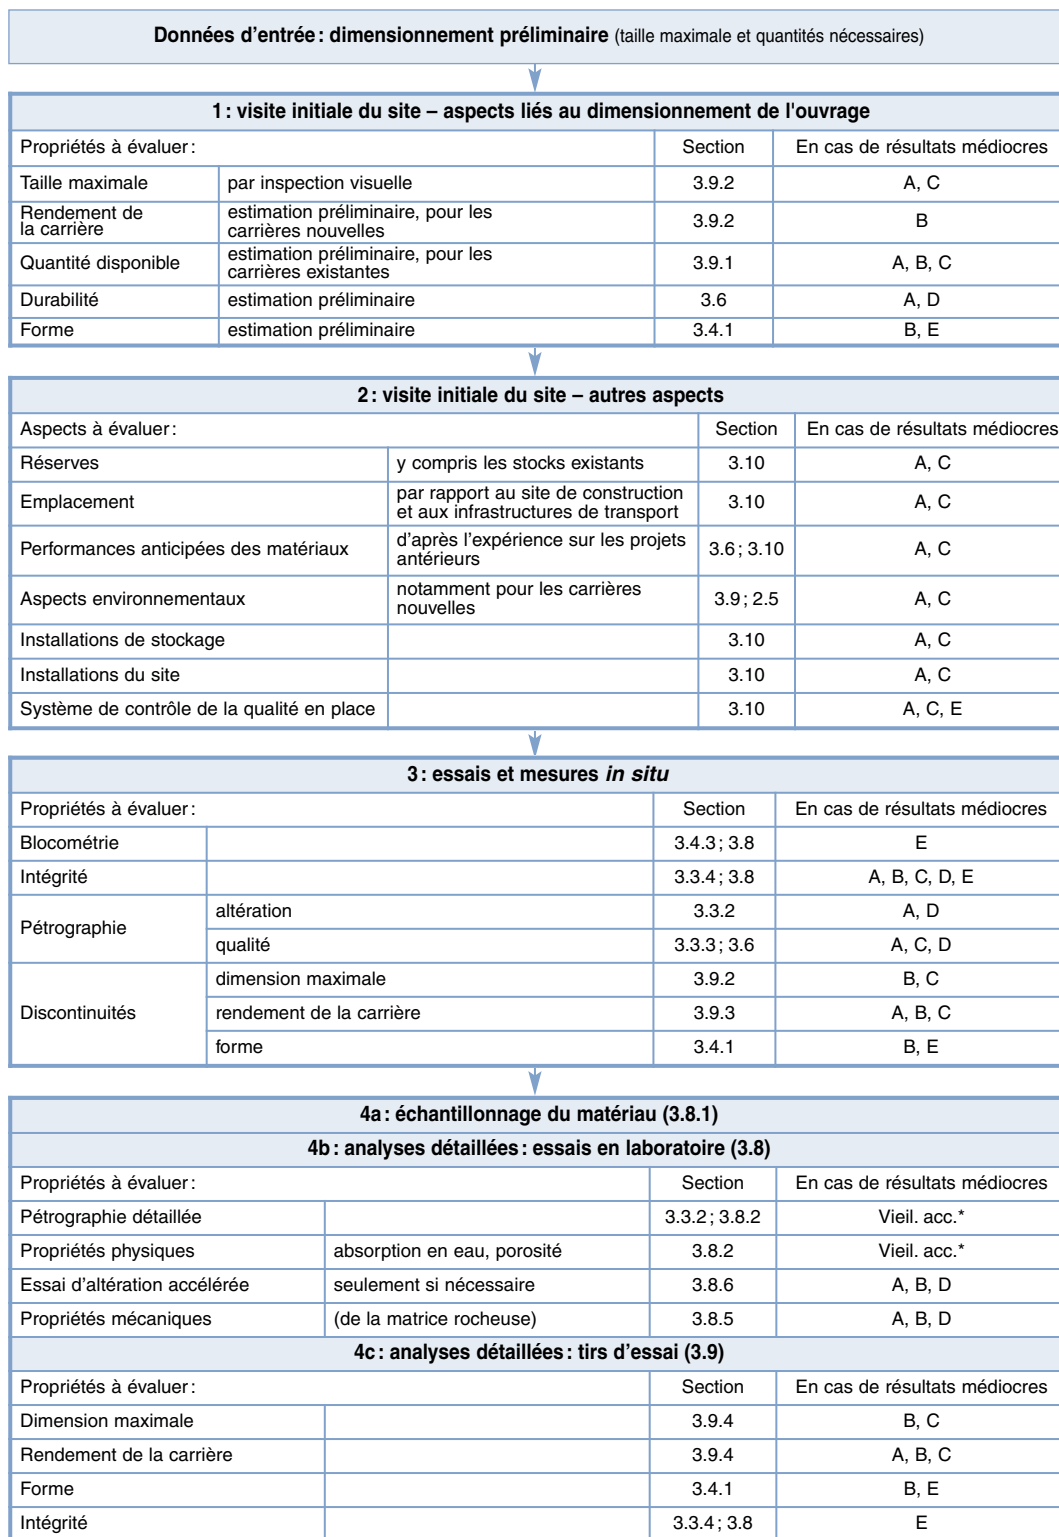 Données d'entrée : dimensionnement préliminaire (taille maximale et quantités nécessaires)
1 : visite initiale du site – aspects liés au dimensionnement de l'ouvrage
Propriétés à évaluer : Section En cas de résultats médiocres
Taille maximale par inspection visuelle 3.9.2 A, C
Rendement de la carrière estimation préliminaire, pour les carrières nouvelles 3.9.2 B
Quantité disponible estimation préliminaire, pour les carrières existantes 3.9.1 A, B, C
Durabilité estimation préliminaire 3.6 A, D
Forme estimation préliminaire 3.4.1 B, E
2 : visite initiale du site – autres aspects
Aspects à évaluer : Section En cas de résultats médiocres
Réserves y compris les stocks existants 3.10 A, C
Emplacement par rapport au site de construction et aux infrastructures de transport 3.10 A, C
Performances anticipées des matériaux d'après l'expérience sur les projets antérieurs 3.6 ; 3.10 A, C
Aspects environnementaux notamment pour les carrières nouvelles 3.9 ; 2.5 A, C
Installations de stockage 3.10 A, C
Installations du site 3.10 A, C
Système de contrôle de la qualité en place 3.10 A, C, E
3 : essais et mesures in situ
Propriétés à évaluer : Section En cas de résultats médiocres
Blocométrie 3.4.3 ; 3.8 E
Intégrité 3.3.4 ; 3.8 A, B, C, D, E
Pétrographie altération 3.3.2 A, D
qualité 3.3.3 ; 3.6 A, C, D
Discontinuités dimension maximale 3.9.2 B, C
rendement de la carrière 3.9.3 A, B, C
forme 3.4.1 B, E
4a : échantillonnage du matériau (3.8.1)
4b : analyses détaillées : essais en laboratoire (3.8)
Propriétés à évaluer : Section En cas de résultats médiocres
Pétrographie détaillée 3.3.2 ; 3.8.2 Vieil. acc.*
Propriétés physiques absorption en eau, porosité 3.8.2 Vieil. acc.*
Essai d'altération accélérée seulement si nécessaire 3.8.6 A, B, D
Propriétés mécaniques (de la matrice rocheuse) 3.8.5 A, B, D
4c : analyses détaillées : tirs d'essai (3.9)
Propriétés à évaluer : Section En cas de résultats médiocres
Dimension maximale 3.9.4 B, C
Rendement de la carrière 3.9.4 A, B, C
Forme 3.4.1 B, E
Intégrité 3.3.4 ; 3.8 E